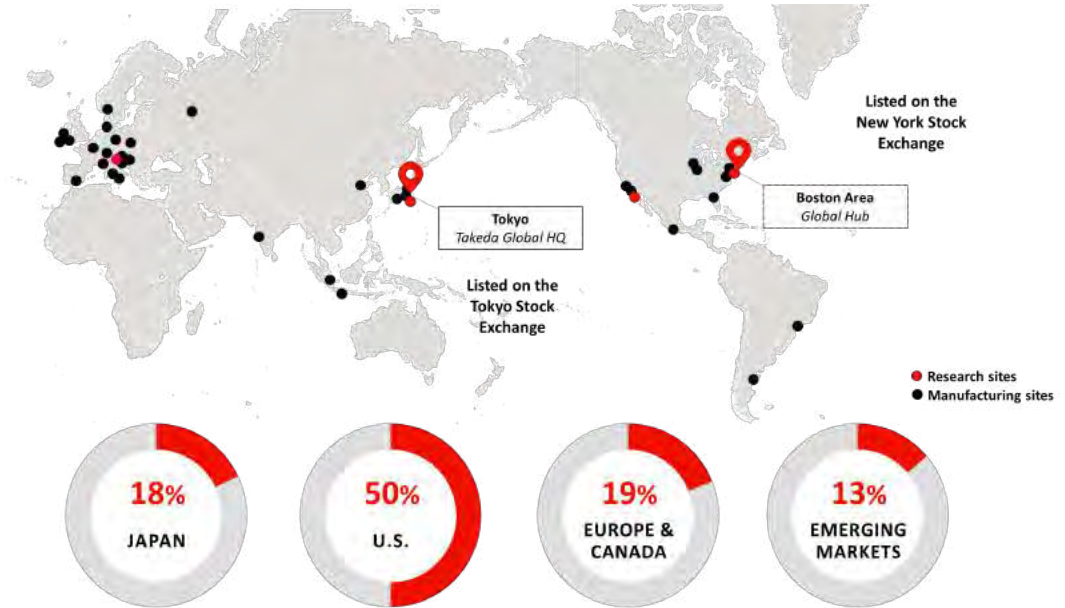 Listed on the
New York Stock
Exchange
Boston Area
Global Hub
Tokyo
Takeda Global HQ
Listed on the
Tokyo Stock
Exchange
Research sites
Manufacturing sites
18%
JAPAN
50%
U.S.
19%
EUROPE &
CANADA
13%
EMERGING
MARKETS